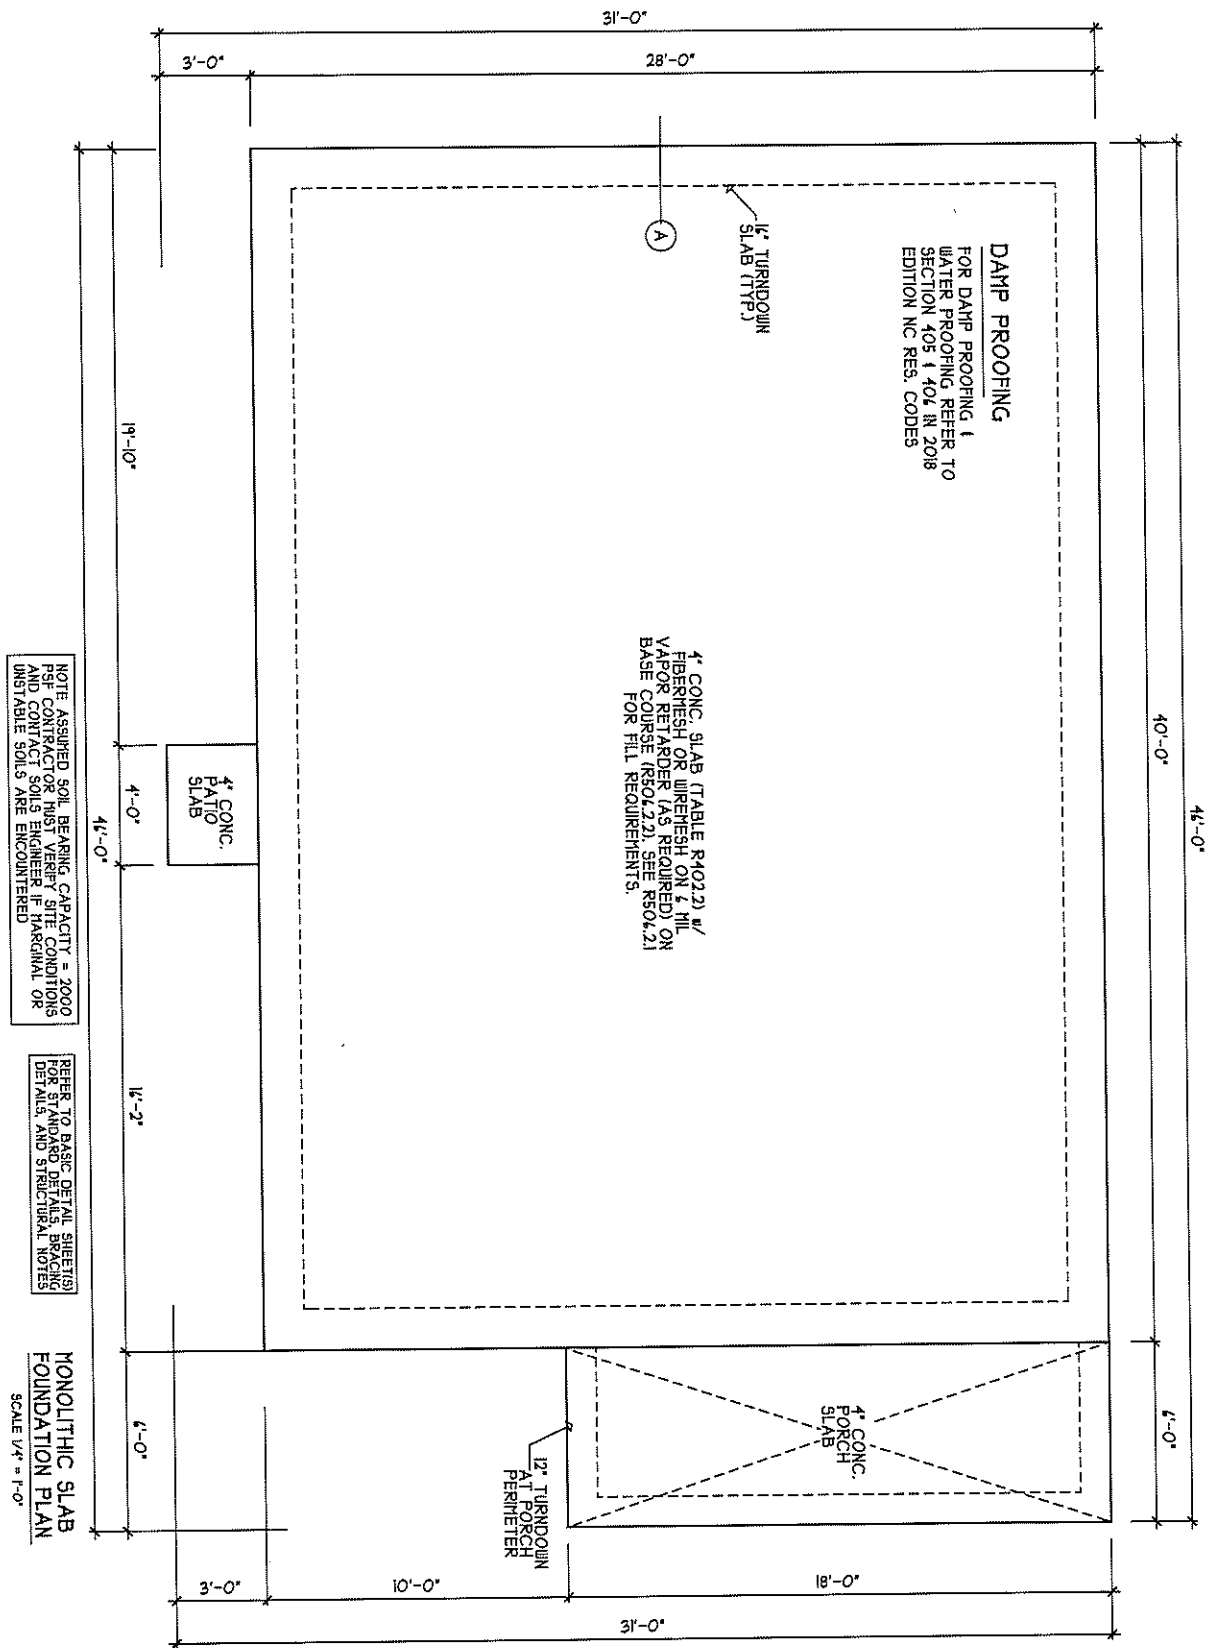 31'-0"
3'-0"
28'-0"
DAMP PROOFING
FOR DAMP PROOFING &
WATER PROOFING REFER TO
SECTION 405 & 406 IN 2018
EDITION NC RES. CODES
16" TURNDOWN
SLAB (TYP.)
A
40'-0"
46'-0"
6'-0"
4" CONC. SLAB (TABLE R402.2) w/
FIBERMESH OR WIREMESH ON 6 MIL
VAPOR RETARDER (AS REQUIRED) ON
BASE COURSE (R506.2.2). SEE R506.2.1
FOR FILL REQUIREMENTS.
4" CONC.
PORCH
SLAB
12" TURNDOWN
AT PORCH
PERIMETER
4" CONC.
PATIO
SLAB
19'-10"
4'-0"
16'-2"
6'-0"
46'-0"
3'-0"
10'-0"
18'-0"
31'-0"
NOTE ASSUMED SOIL BEARING CAPACITY = 2000
PSF CONTRACTOR MUST VERIFY SITE CONDITIONS
AND CONTACT SOILS ENGINEER IF MARGINAL OR
UNSTABLE SOILS ARE ENCOUNTERED
REFER TO BASIC DETAIL SHEET(S)
FOR STANDARD DETAILS, BRACING
DETAILS, AND STRUCTURAL NOTES
MONOLITHIC SLAB
FOUNDATION PLAN
SCALE 1/4" = 1'-0"